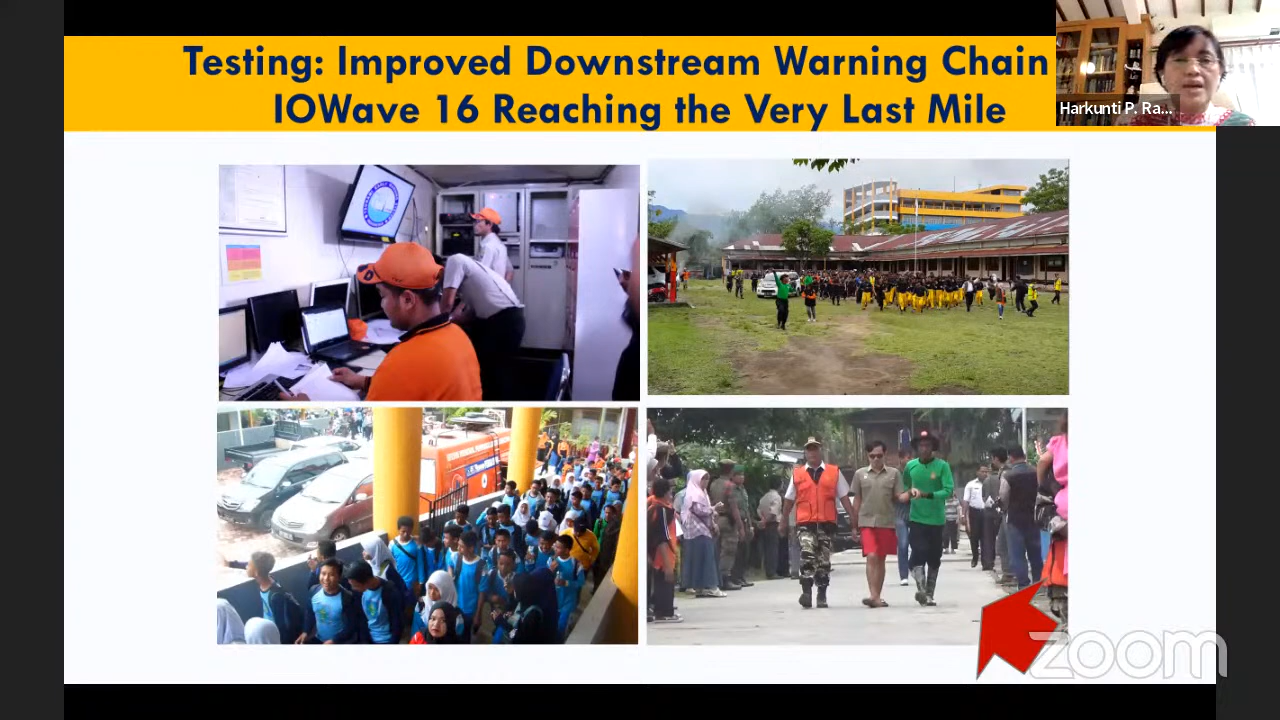 Testing: Improved Downstream Warning Chain
IOWave 16 Reaching the Very Last Mile
Harkunti P. Ra...
zoom